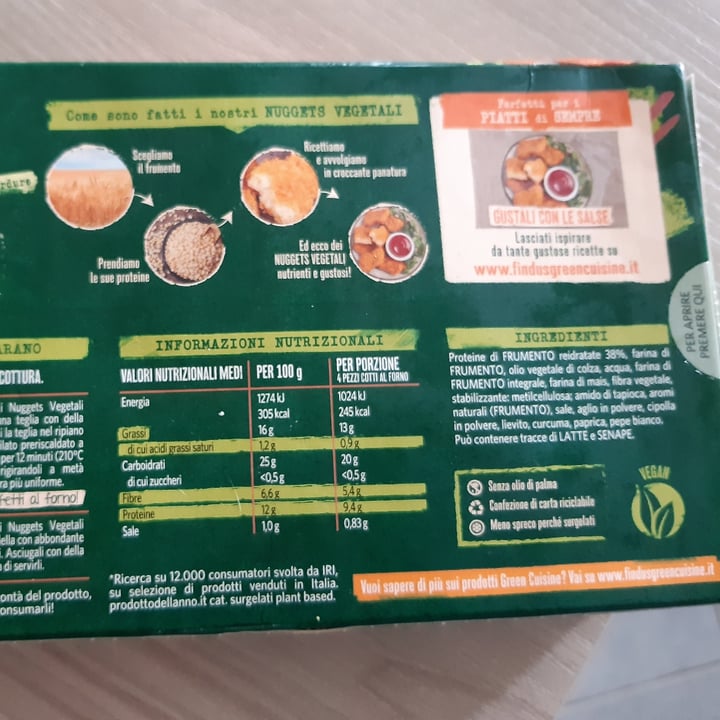 Come sono fatti i nostri NUGGETS VEGETALI
Scegliamo
il frumento
Prendiamo
le sue proteine
Ricettiamo
e avvolgiamo
in croccante panatura
Ed ecco dei
NUGGETS VEGETALI
nutrienti e gustosi!
Perfetti per i
PIATTI di SEMPRE
GUSTALI CON LE SALSE
Lasciati ispirare
da tante gustose ricette su
www.findusgreencuisine.it
PER APRIRE
PREMERE QUI
COTTURA.
i Nuggets Vegetali
una teglia con della
i la teglia nel ripiano
preriscaldato a
per 12 minuti (210°C
rigirandoli a metà
più uniforme.
al forno!
i Nuggets Vegetali
con abbondante
i. Asciugali con della
di servirli.
bontà del prodotto,
consumarli!
INFORMAZIONI NUTRIZIONALI
VALORI NUTRIZIONALI MEDI PER 100 g PER PORZIONE
4 PEZZI COTTI AL FORNO
Energia 1274 kJ 1024 kJ
305 kcal 245 kcal
Grassi 16 g 13 g
di cui acidi grassi saturi 1,2 g 0,9 g
Carboidrati 25 g 20 g
di cui zuccheri <0,5 g <0,5 g
Fibre 6,6 g 5,4 g
Proteine 12 g 9,4 g
Sale 1,0 g 0,83 g
*Ricerca su 12.000 consumatori svolta da IRI,
su selezione di prodotti venduti in Italia.
prodottodellanno.it cat. surgelati plant based.
INGREDIENTI
Proteine di FRUMENTO reidratate 38%, farina di
FRUMENTO, olio vegetale di colza, acqua, farina di
FRUMENTO integrale, farina di mais, fibra vegetale,
stabilizzante: metilcellulosa; amido di tapioca, aromi
naturali (FRUMENTO), sale, aglio in polvere, cipolla
in polvere, lievito, curcuma, paprica, pepe bianco.
Può contenere tracce di LATTE e SENAPE.
Senza olio di palma
Confezione di carta riciclabile
Meno spreco perché surgelati
VEGAN
Vuoi sapere di più sui prodotti Green Cuisine? Vai su www.findusgreencuisine.it